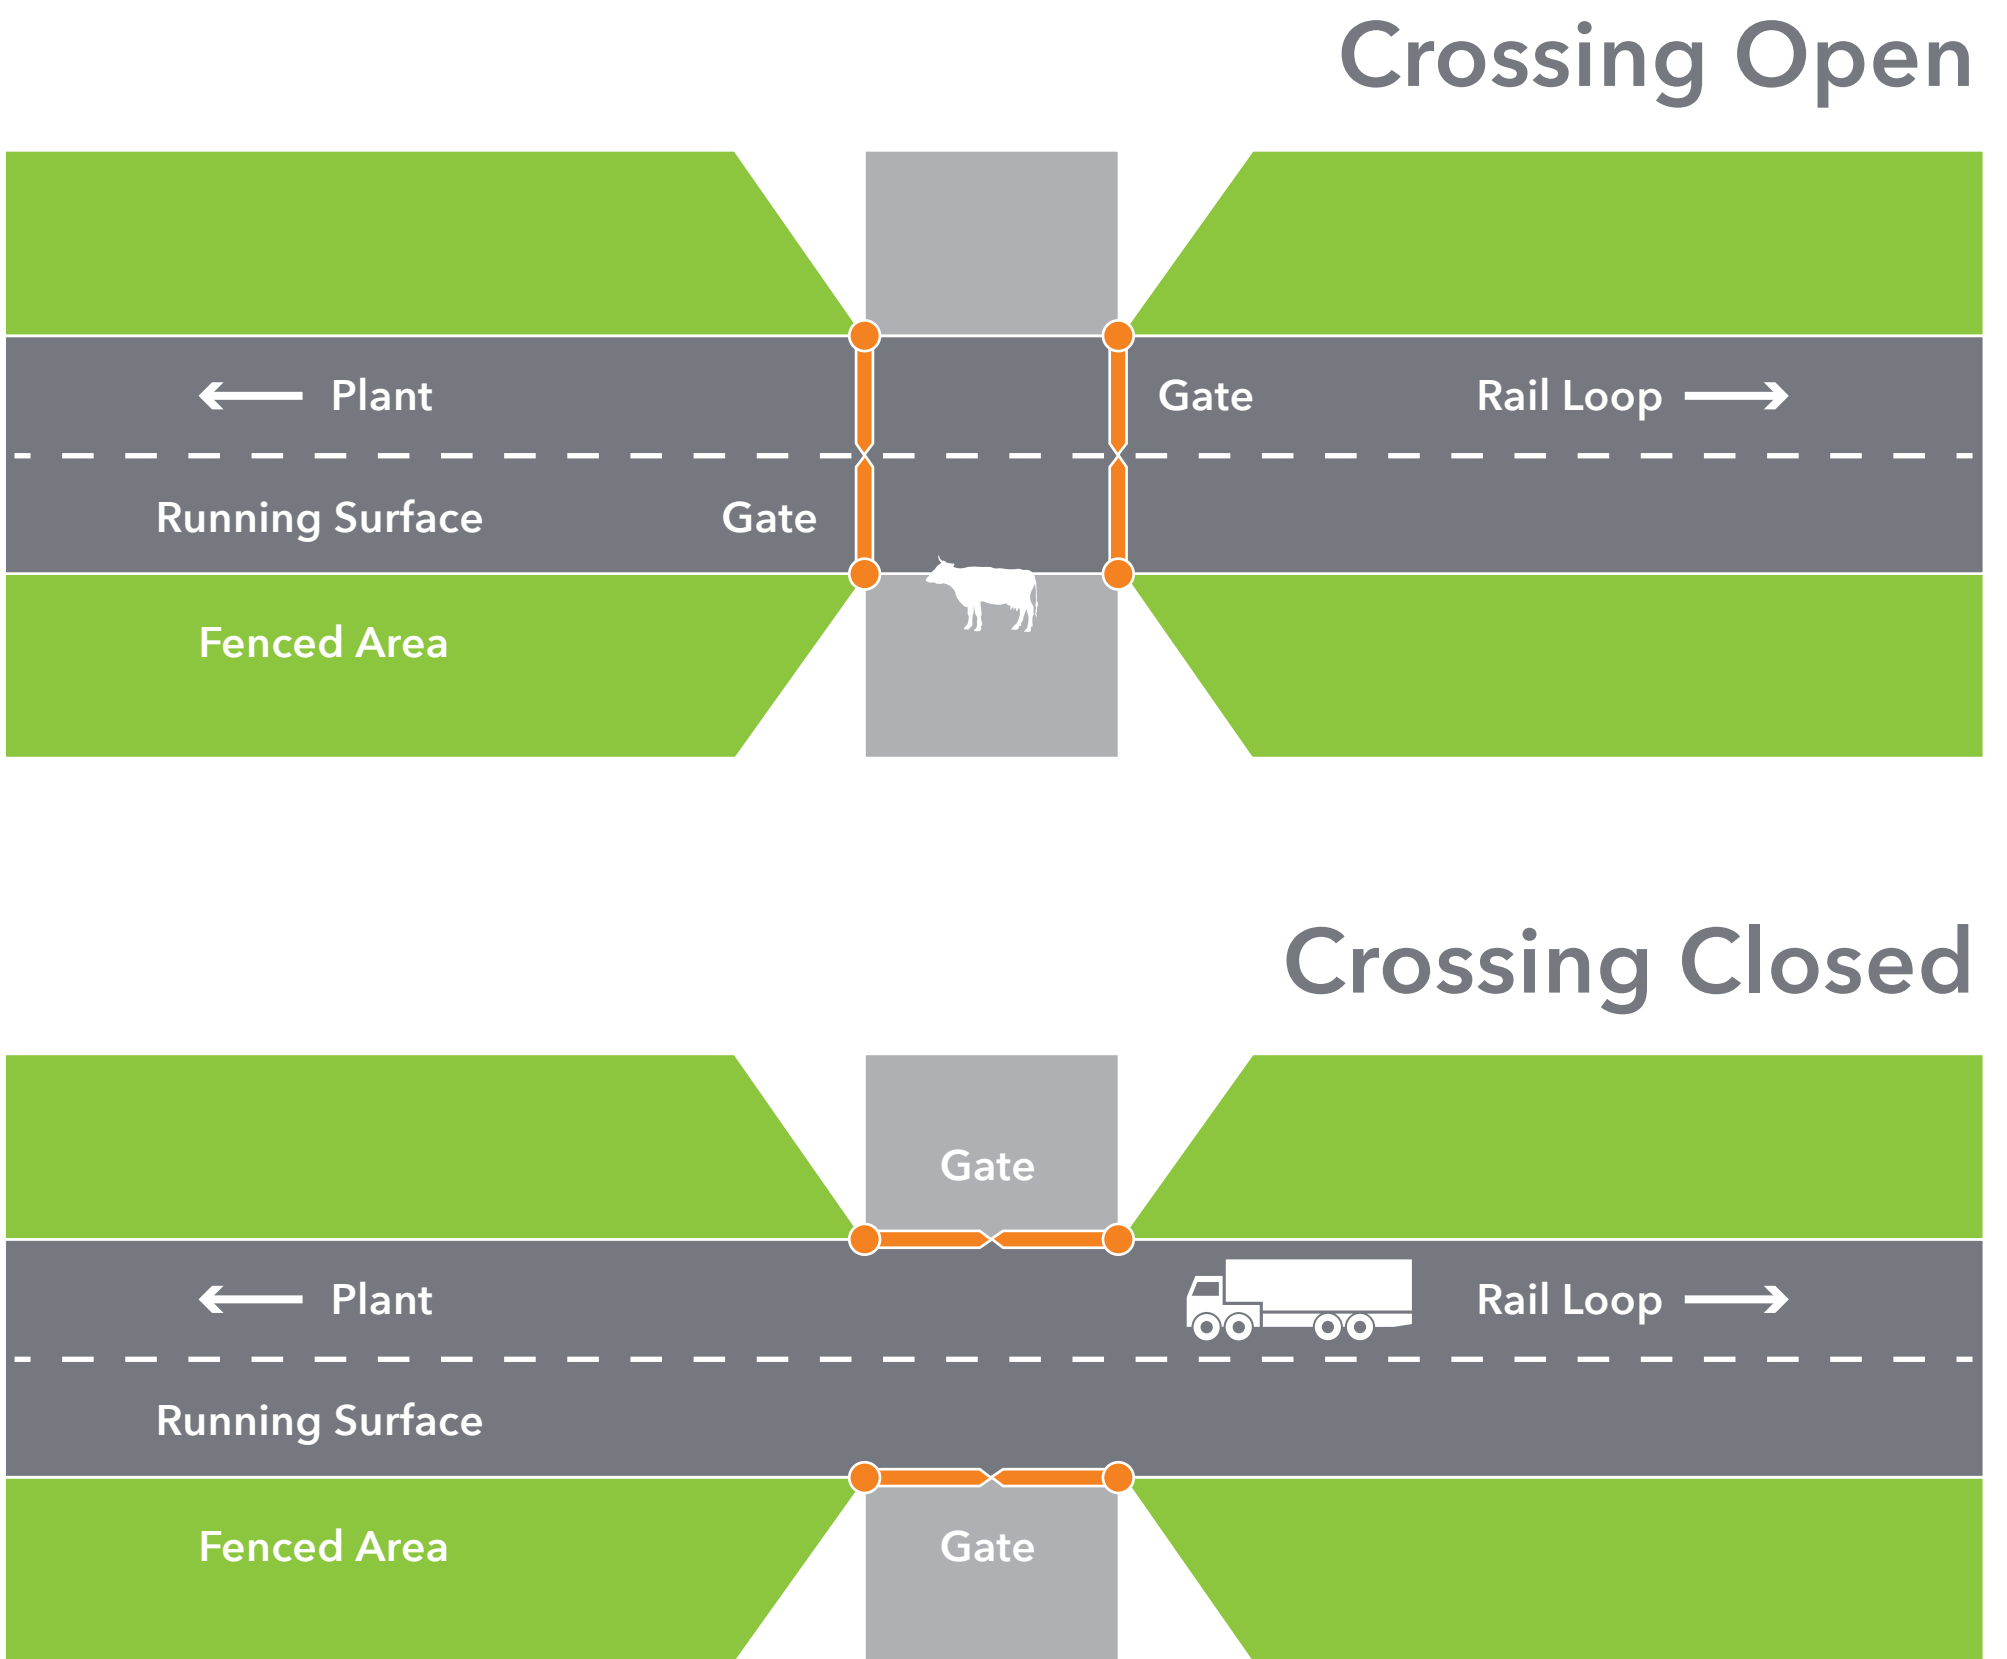 Crossing Open
Plant
Gate
Rail Loop
Running Surface
Gate
Fenced Area
Crossing Closed
Gate
Plant
Rail Loop
Running Surface
Fenced Area
Gate